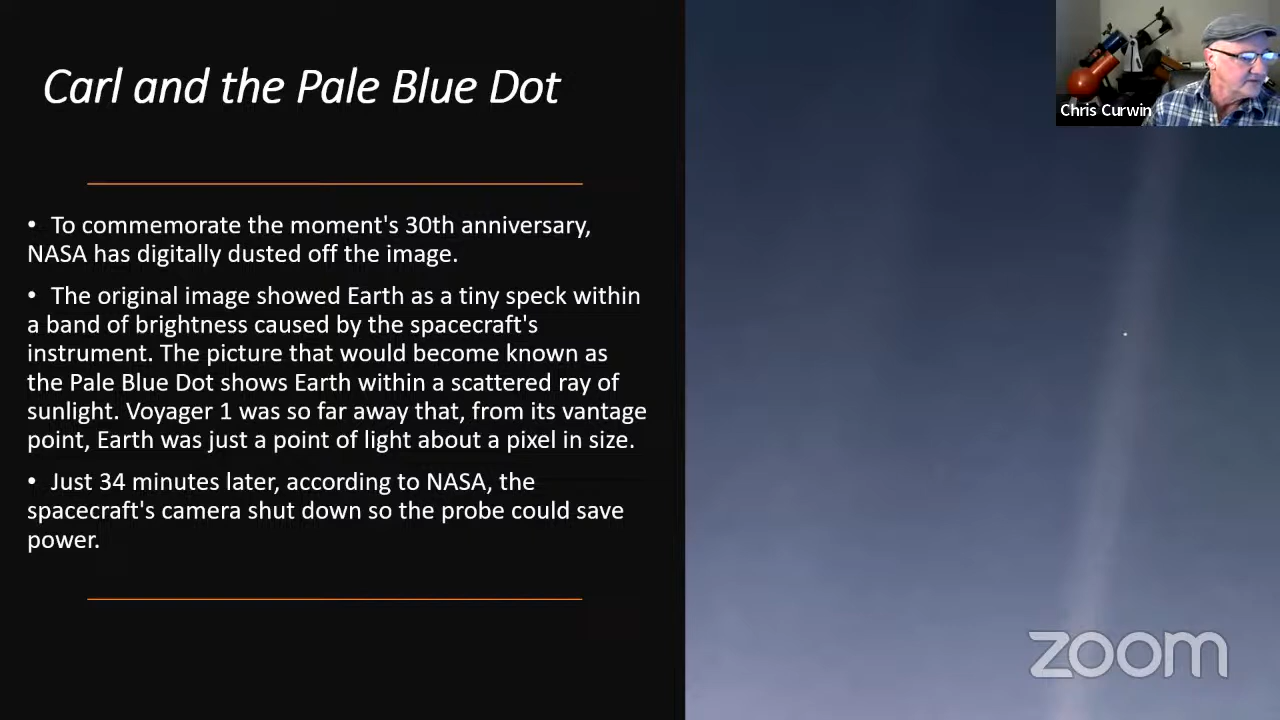 Carl and the Pale Blue Dot
Chris Curwin
• To commemorate the moment's 30th anniversary,
NASA has digitally dusted off the image.
• The original image showed Earth as a tiny speck within
a band of brightness caused by the spacecraft's
instrument. The picture that would become known as
the Pale Blue Dot shows Earth within a scattered ray of
sunlight. Voyager 1 was so far away that, from its vantage
point, Earth was just a point of light about a pixel in size.
• Just 34 minutes later, according to NASA, the
spacecraft's camera shut down so the probe could save
power.
zoom